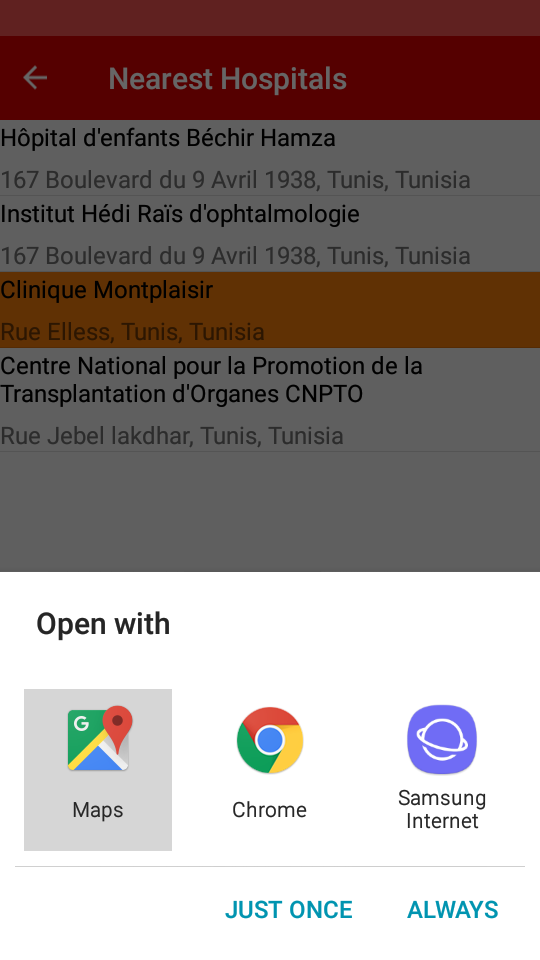 Nearest Hospitals
Hôpital d'enfants Béchir Hamza
167 Boulevard du 9 Avril 1938, Tunis, Tunisia
Institut Hédi Raïs d'ophtalmologie
167 Boulevard du 9 Avril 1938, Tunis, Tunisia
Clinique Montplaisir
Rue Elless, Tunis, Tunisia
Centre National pour la Promotion de la
Transplantation d'Organes CNPTO
Rue Jebel lakdhar, Tunis, Tunisia
Open with
G
Maps
Chrome
Samsung
Internet
JUST ONCE
ALWAYS